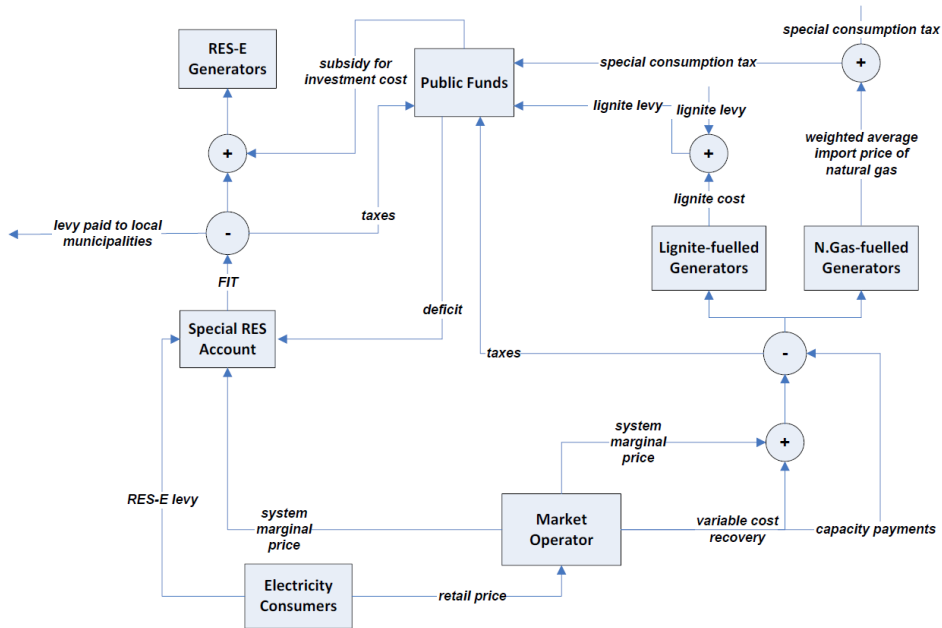 special consumption tax
RES-E
Generators
subsidy for
investment cost
Public Funds
special consumption tax
+
lignite levy
lignite levy
weighted average
import price of
natural gas
+
+
lignite cost
levy paid to local
municipalities
-
taxes
Lignite-fuelled
Generators
N.Gas-fuelled
Generators
FIT
Special RES
Account
deficit
taxes
-
system
marginal
price
+
RES-E levy
system
marginal
price
Market
Operator
variable cost
recovery
capacity payments
Electricity
Consumers
retail price